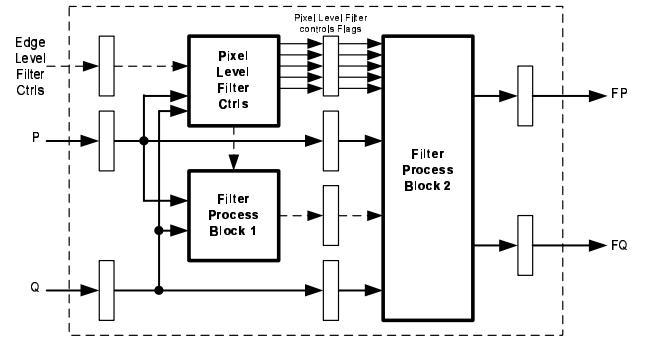 Pixel Level Filter
controls Flags
Edge
Level
Filter
Ctrls
Pixel
Level
Filter
Ctrls
FP
P
Filter
Process
Block 2
Filter
Process
Block 1
FQ
Q